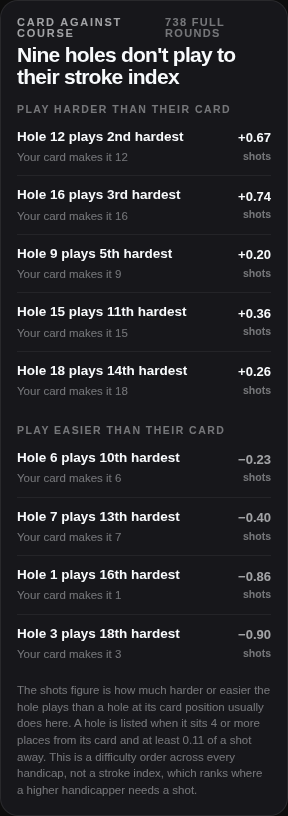 CARD AGAINST COURSE
738 FULL ROUNDS
Nine holes don't play to
their stroke index
PLAY HARDER THAN THEIR CARD
Hole 12 plays 2nd hardest
+0.67
Your card makes it 12
shots
Hole 16 plays 3rd hardest
+0.74
Your card makes it 16
shots
Hole 9 plays 5th hardest
+0.20
Your card makes it 9
shots
Hole 15 plays 11th hardest
+0.36
Your card makes it 15
shots
Hole 18 plays 14th hardest
+0.26
Your card makes it 18
shots
PLAY EASIER THAN THEIR CARD
Hole 6 plays 10th hardest
−0.23
Your card makes it 6
shots
Hole 7 plays 13th hardest
−0.40
Your card makes it 7
shots
Hole 1 plays 16th hardest
−0.86
Your card makes it 1
shots
Hole 3 plays 18th hardest
−0.90
Your card makes it 3
shots
The shots figure is how much harder or easier the
hole plays than a hole at its card position usually
does here. A hole is listed when it sits 4 or more
places from its card and at least 0.11 of a shot
away. This is a difficulty order across every
handicap, not a stroke index, which ranks where
a higher handicapper needs a shot.